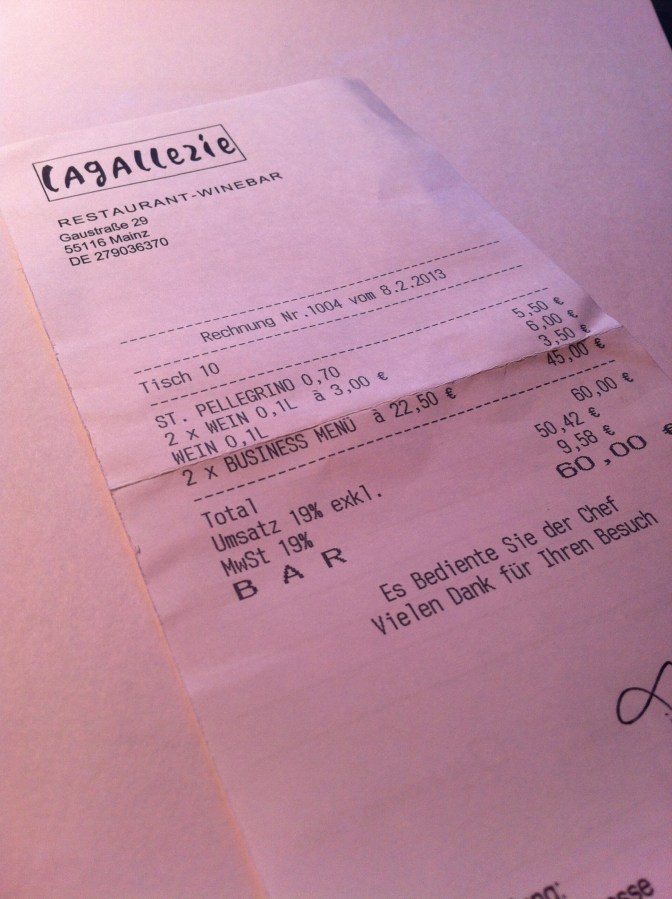 LAgALLerie
RESTAURANT-WINEBAR
Gaustraße 29
55116 Mainz
DE 279036370
Rechnung Nr.1004 vom 8.2.2013
Tisch 10
ST. PELLEGRINO 0,70 5,50 €
2 x WEIN 0,1L à 3,00 € 6,00 €
WEIN 0,1L 3,50 €
2 x BUSINESS MENÜ à 22,50 € 45,00 €
Total 60,00 €
Umsatz 19% exkl. 50,42 €
MwSt 19% 9,58 €
B A R 60,00 €
Es Bediente Sie der Chef
Vielen Dank für Ihren Besuch